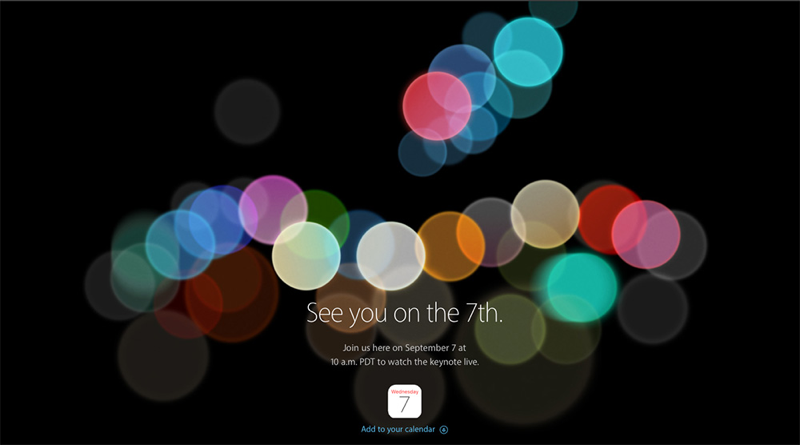 See you on the 7th.
Join us here on September 7 at
10 a.m. PDT to watch the keynote live.
Wednesday
7
Add to your calendar